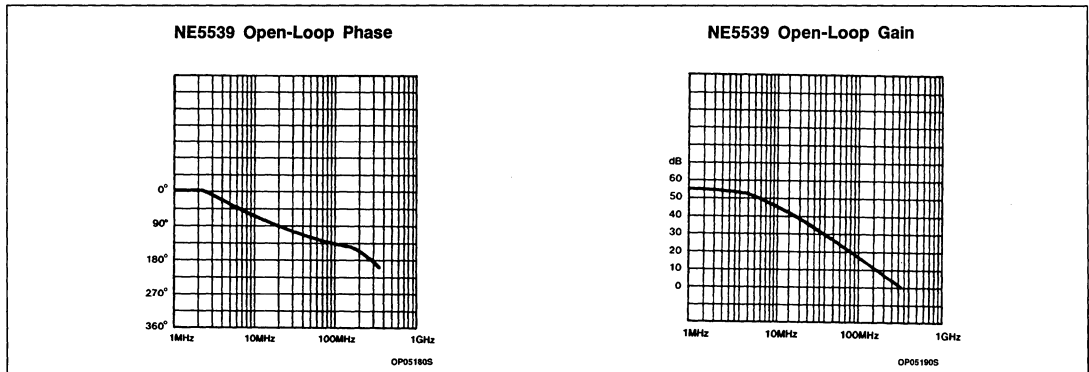 NE5539 Open-Loop Phase
0°
90°
180°
270°
360°
1MHz 10MHz 100MHz 1GHz
OP05180S
NE5539 Open-Loop Gain
dB
60
50
40
30
20
10
0
1MHz 10MHz 100MHz 1GHz
OP05190S